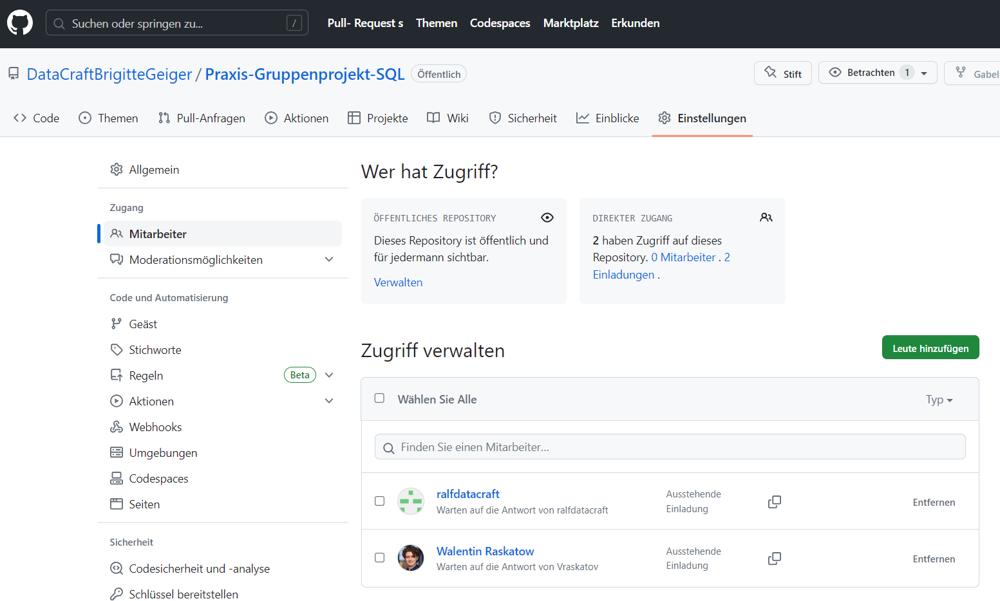 Suchen oder springen zu... /
Pull- Request s Themen Codespaces Marktplatz Erkunden
DataCraftBrigitteGeiger / Praxis-Gruppenprojekt-SQL Öffentlich
Stift Betrachten 1 Gabel
Code Themen Pull-Anfragen Aktionen Projekte Wiki Sicherheit Einblicke Einstellungen
Allgemein
Zugang
Mitarbeiter
Moderationsmöglichkeiten
Code und Automatisierung
Geäst
Stichworte
Regeln Beta
Aktionen
Webhooks
Umgebungen
Codespaces
Seiten
Sicherheit
Codesicherheit und -analyse
Schlüssel bereitstellen
Wer hat Zugriff?
ÖFFENTLICHES REPOSITORY
Dieses Repository ist öffentlich und
für jedermann sichtbar.
Verwalten
DIREKTER ZUGANG
2 haben Zugriff auf dieses
Repository. 0 Mitarbeiter . 2
Einladungen .
Zugriff verwalten
Leute hinzufügen
Wählen Sie Alle Typ
Finden Sie einen Mitarbeiter...
ralfdatacraft
Warten auf die Antwort von ralfdatacraft
Ausstehende
Einladung
Entfernen
Walentin Raskatow
Warten auf die Antwort von Vraskatov
Ausstehende
Einladung
Entfernen